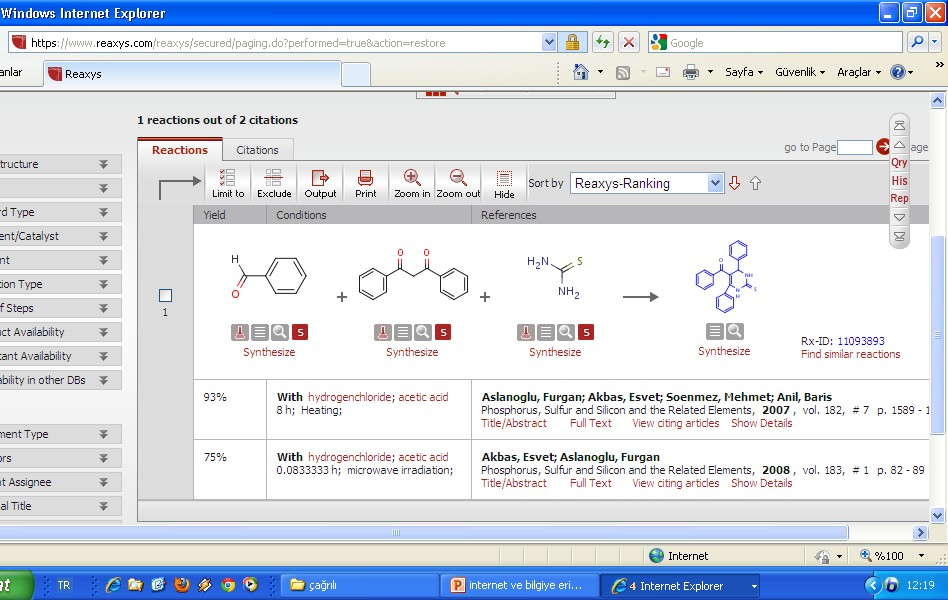 Windows Internet Explorer
https://www.reaxys.com/reaxys/secured/paging.do?performed=true&action=restore
Google
anlar
Reaxys
Sayfa
Güvenlik
Araçlar
»
1 reactions out of 2 citations
Reactions
Citations
go to Page
age
Qry
His
Rep
Limit to
Exclude
Output
Print
Zoom in
Zoom out
Hide
Sort by
Reaxys-Ranking
tructure
rd Type
ent/Catalyst
nt
tion Type
f Steps
uct Availability
tant Availability
ability in other DBs
ment Type
ors
nt Assignee
al Title
Yield
Conditions
References
1
H
O
+
O O
+
H₂N S
NH₂
O
NH
N
H
S
S
S
S
Synthesize
Synthesize
Synthesize
Synthesize
Rx-ID: 11093893
Find similar reactions
93%
With hydrogenchloride; acetic acid
8 h; Heating;
Aslanoglu, Furgan; Akbas, Esvet; Soenmez, Mehmet; Anil, Baris
Phosphorus, Sulfur and Silicon and the Related Elements, 2007 , vol. 182, # 7 p. 1589 - 1
Title/Abstract Full Text View citing articles Show Details
75%
With hydrogenchloride; acetic acid
0.0833333 h; microwave irradiation;
Akbas, Esvet; Aslanoglu, Furgan
Phosphorus, Sulfur and Silicon and the Related Elements, 2008 , vol. 183, # 1 p. 82 - 89
Title/Abstract Full Text View citing articles Show Details
Internet
%100
at
TR
çağrılı
internet ve bilgiye eri...
4 Internet Explorer
12:19